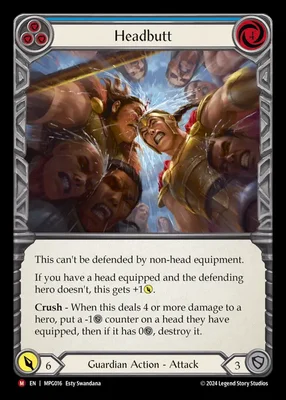 Headbutt
This can't be defended by non-head equipment.
If you have a head equipped and the defending
hero doesn't, this gets +1.
Crush - When this deals 4 or more damage to a
hero, put a -1 counter on a head they have
equipped, then if it has 0, destroy it.
6 Guardian Action - Attack 3
M EN | MPG016 Esty Swandana © 2024 Legend Story Studios